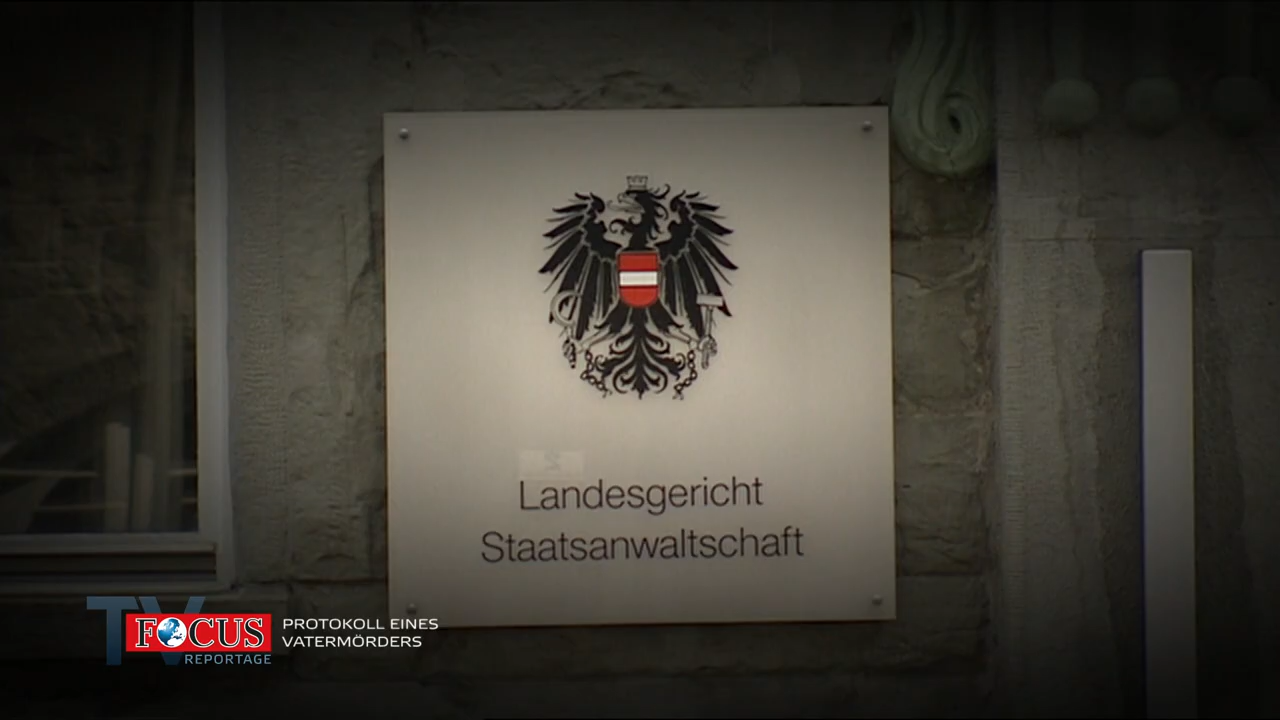 Landesgericht
Staatsanwaltschaft
TV
FOCUS
REPORTAGE
PROTOKOLL EINES
VATERMÖRDERS